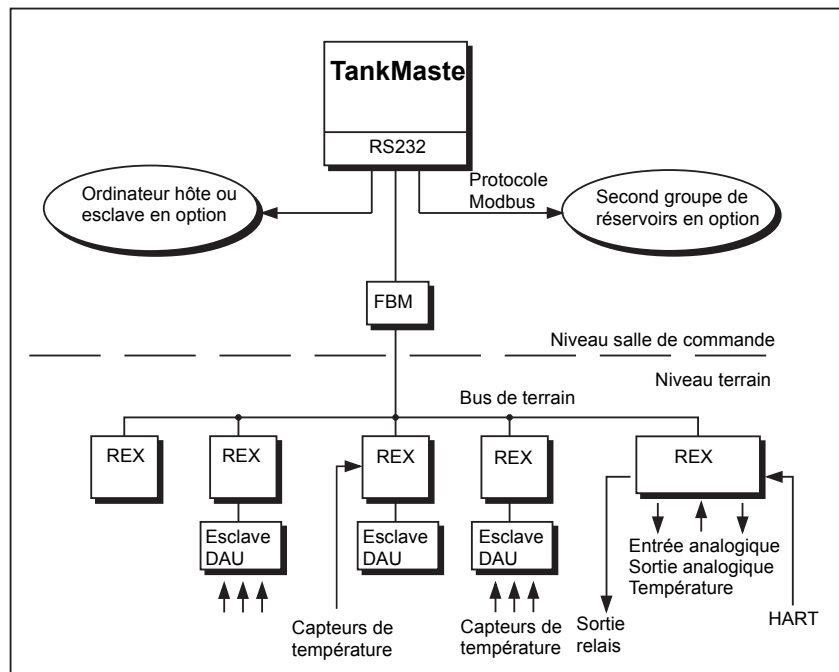 TankMaste
RS232
Ordinateur hôte ou
esclave en option
Protocole
Modbus
Second groupe de
réservoirs en option
FBM
Niveau salle de commande
Niveau terrain
Bus de terrain
REX
REX
REX
REX
REX
Esclave
DAU
Esclave
DAU
Esclave
DAU
Entrée analogique
Sortie analogique
Température
Capteurs de
température
Capteurs de
température
Sortie
relais
HART